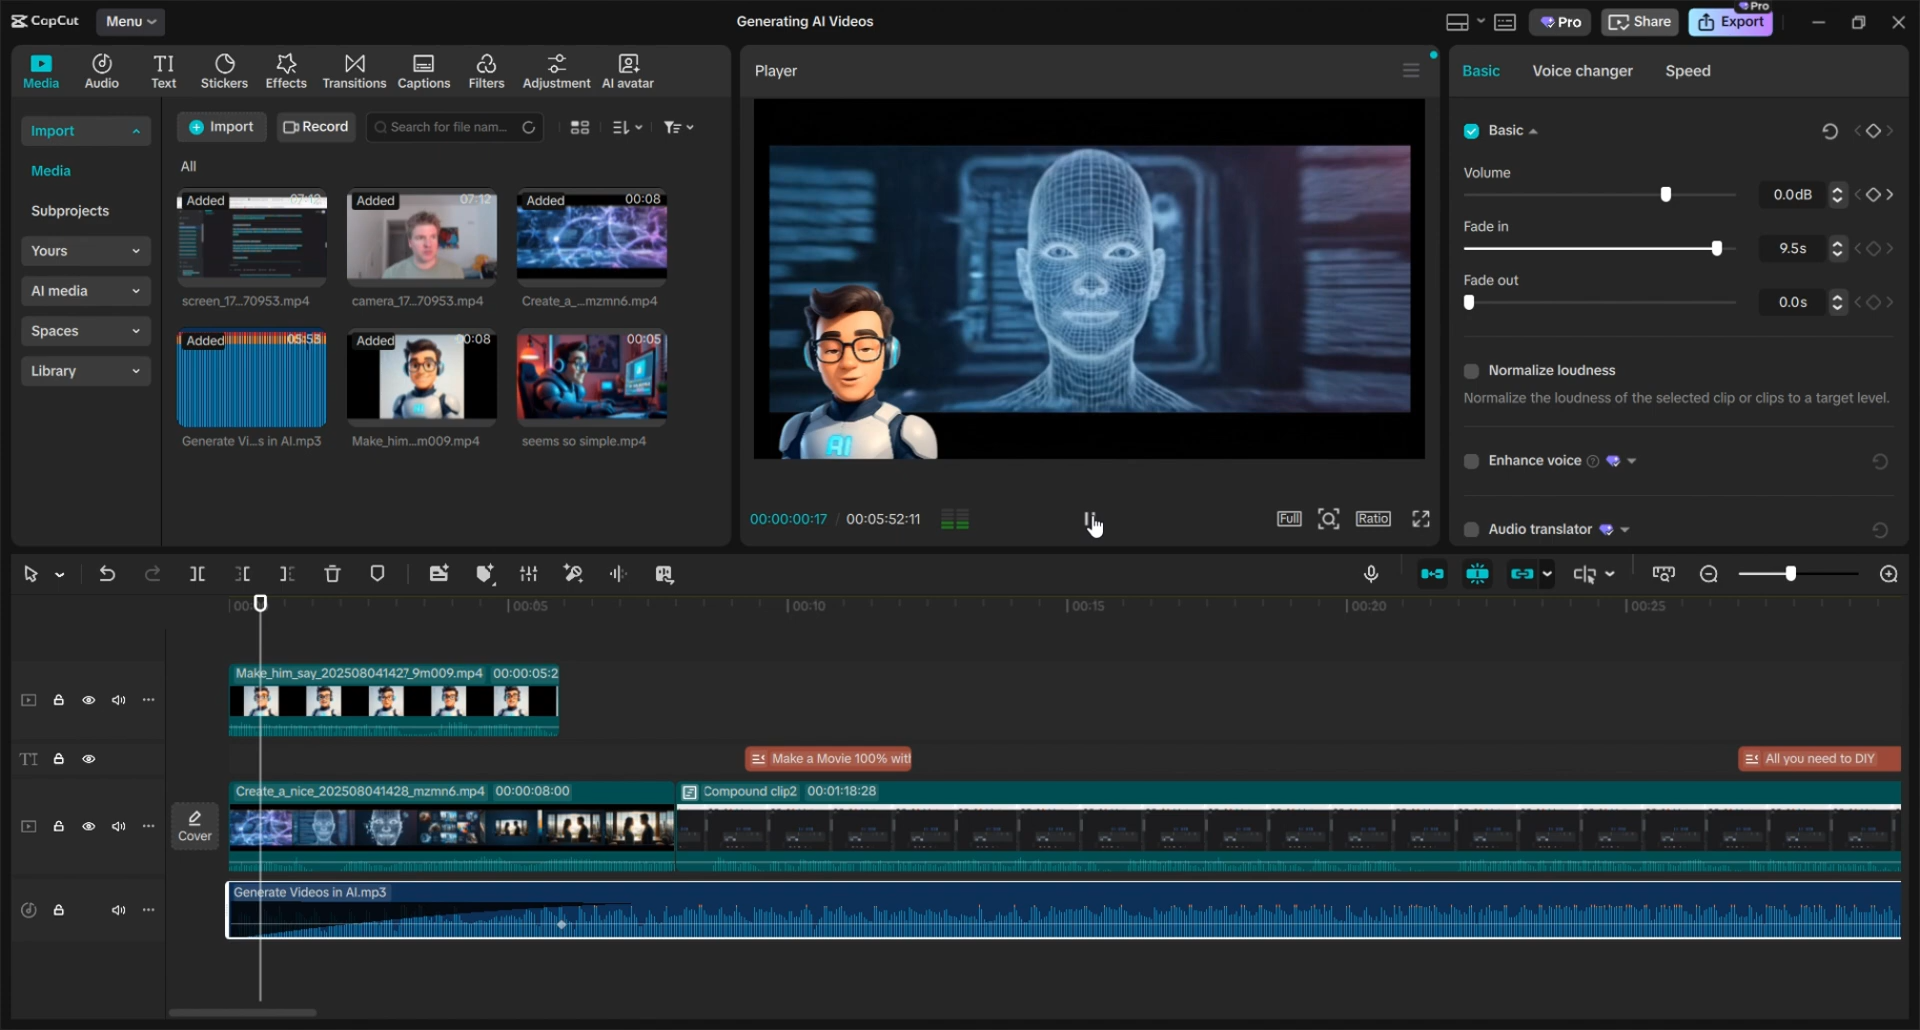 CapCut
Menu
Generating AI Videos
Pro
Share
Export
Pro
Media
Audio
Text
Stickers
Effects
Transitions
Captions
Filters
Adjustment
AI avatar
Import
Media
Subprojects
Yours
AI media
Spaces
Library
Import
Record
Search for file nam...
All
Added
07:12
screen_17...70953.mp4
Added
07:12
camera_17...70953.mp4
Added
00:08
Create_a_...mzmn6.mp4
Added
05:53
Generate Vi...s in AI.mp3
Added
00:08
Make_him...m009.mp4
00:05
seems so simple.mp4
Player
AI
00:00:00:17 / 00:05:52:11
Full
Ratio
Basic
Voice changer
Speed
Basic
Volume
0.0dB
Fade in
9.5s
Fade out
0.0s
Normalize loudness
Normalize the loudness of the selected clip or clips to a target level.
Enhance voice
Audio translator
00:05
00:10
00:15
00:20
00:25
Make_him_say_202508041427_9m009.mp4 00:00:05:2
TI
Make a Movie 100% wit
All you need to DIY
Cover
Create_a_nice_202508041428_mzmn6.mp4 00:00:08:00
Compound clip2 00:01:18:28
Generate Videos in AI.mp3